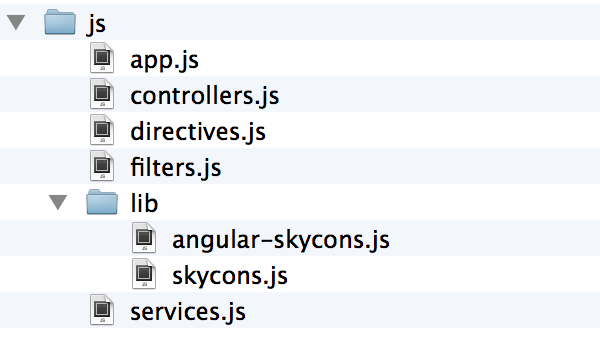 js
app.js
controllers.js
directives.js
filters.js
lib
angular-skycons.js
skycons.js
services.js